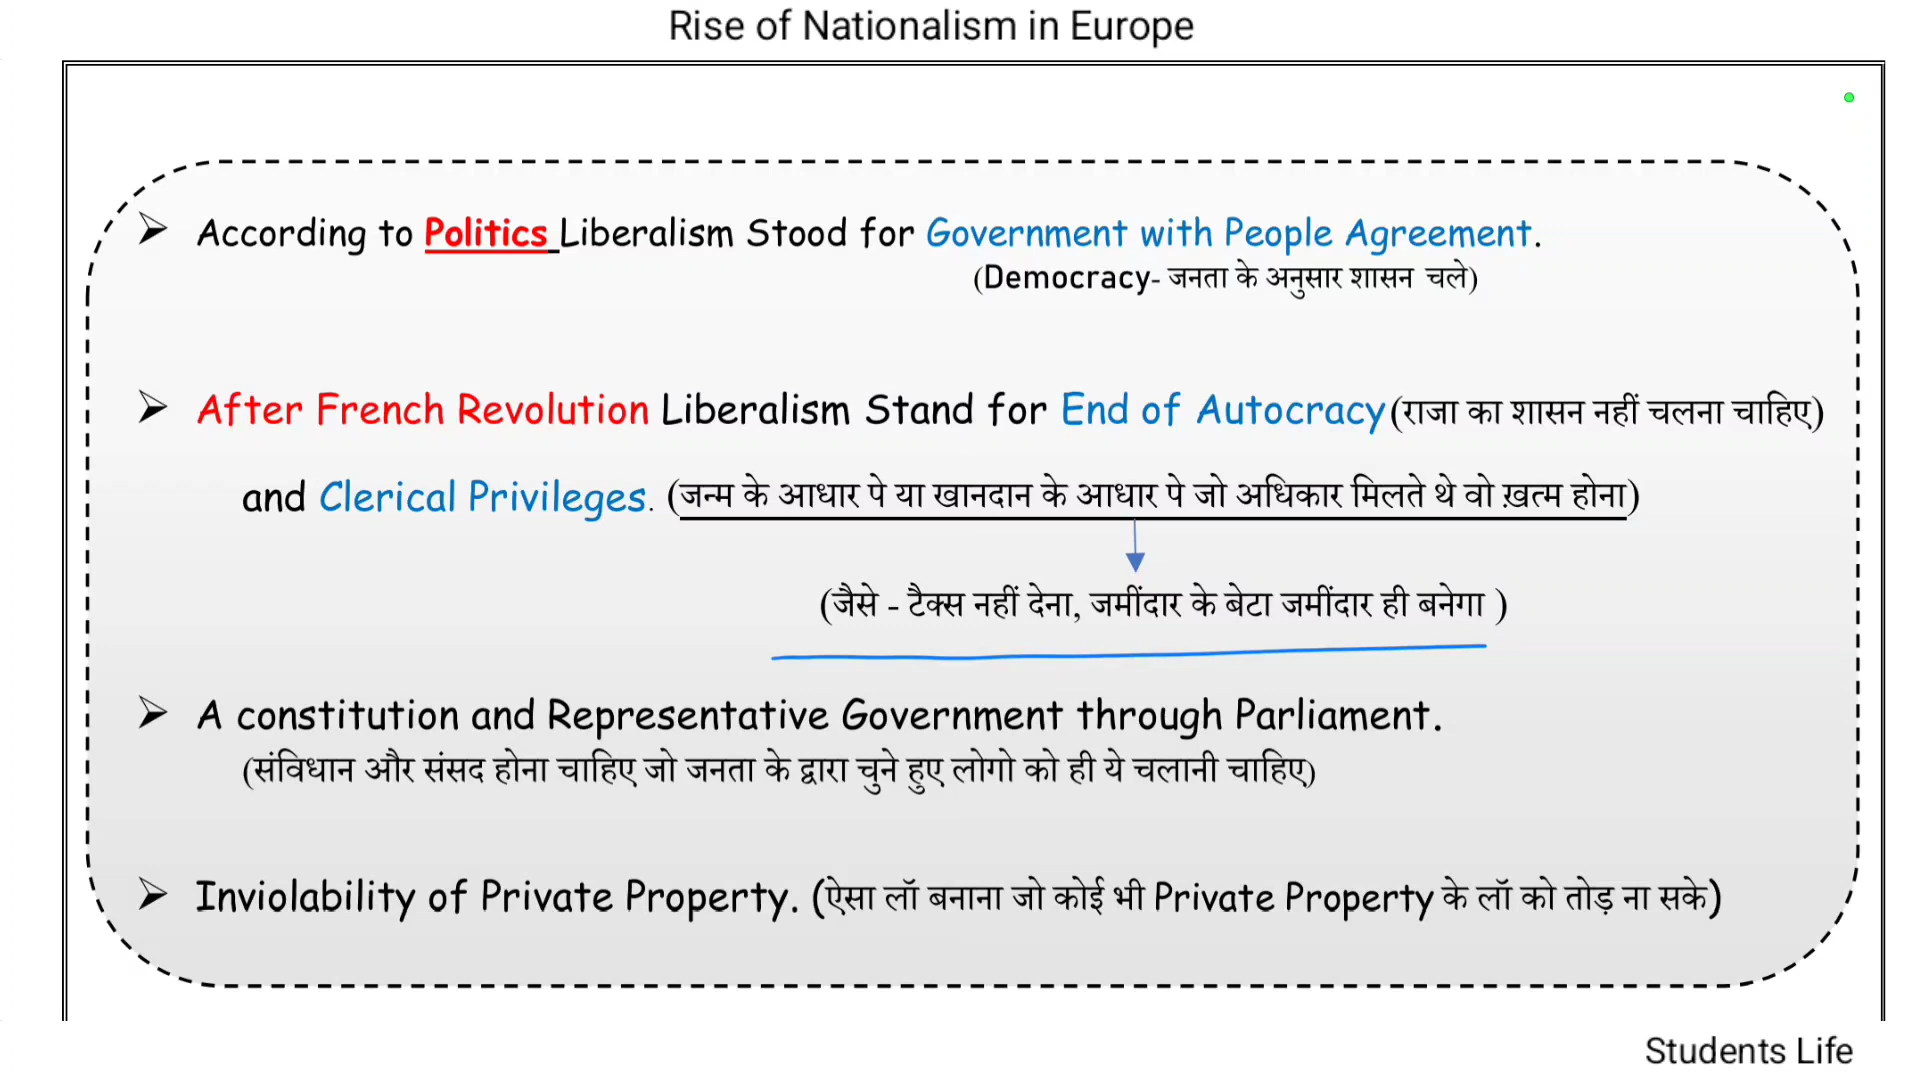 Rise of Nationalism in Europe
➢ According to Politics Liberalism Stood for Government with People Agreement.
(Democracy- जनता के अनुसार शासन चले)
➢ After French Revolution Liberalism Stand for End of Autocracy(राजा का शासन नहीं चलना चाहिए)
and Clerical Privileges. (जन्म के आधार पे या खानदान के आधार पे जो अधिकार मिलते थे वो ख़त्म होना)
(जैसे - टैक्स नहीं देना, जमींदार के बेटा जमींदार ही बनेगा )
➢ A constitution and Representative Government through Parliament.
(संविधान और संसद होना चाहिए जो जनता के द्वारा चुने हुए लोगो को ही ये चलानी चाहिए)
➢ Inviolability of Private Property. (ऐसा लॉ बनाना जो कोई भी Private Property के लॉ को तोड़ ना सके)
Students Life